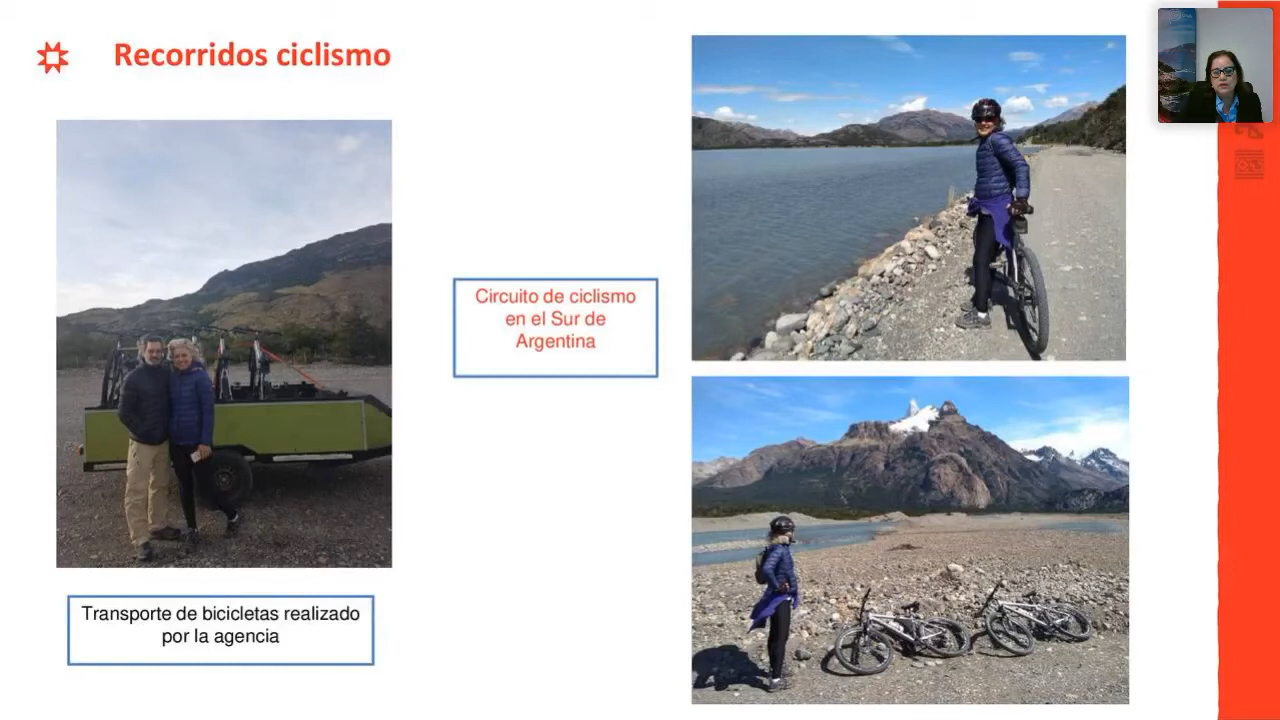 Recorridos ciclismo
Circuito de ciclismo
en el Sur de
Argentina
Transporte de bicicletas realizado
por la agencia